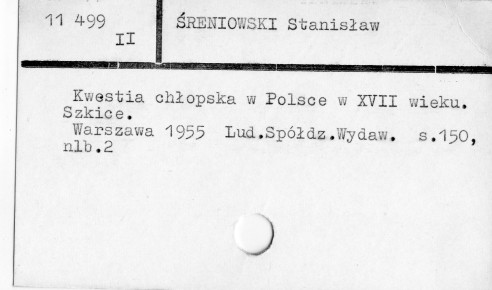 11 499
II
ŚRENIOWSKI Stanisław
Kwestia chłopska w Polsce w XVII wieku.
Szkice.
Warszawa 1955 Lud.Spółdz.Wydaw. s.150,
nlb.2